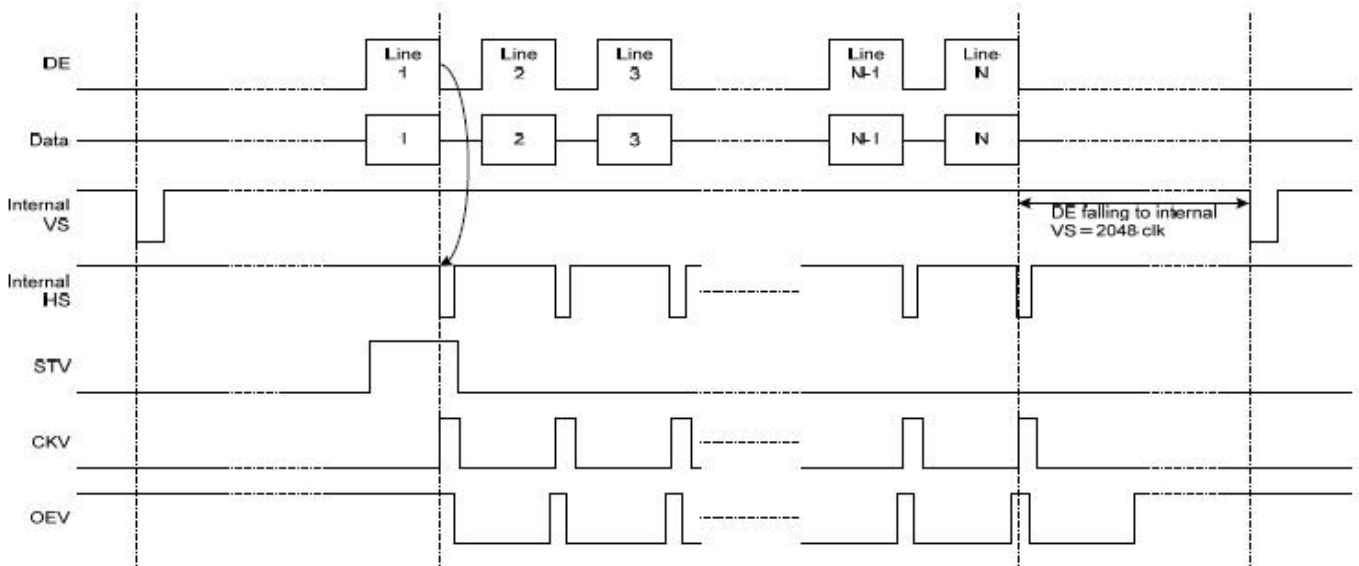 DE
Line
1
Line
2
Line
3
Line
N-1
Line
N
Data
1
2
3
N-1
N
Internal
VS
DE falling to internal
VS = 2048 clk
Internal
HS
STV
CKV
OEV